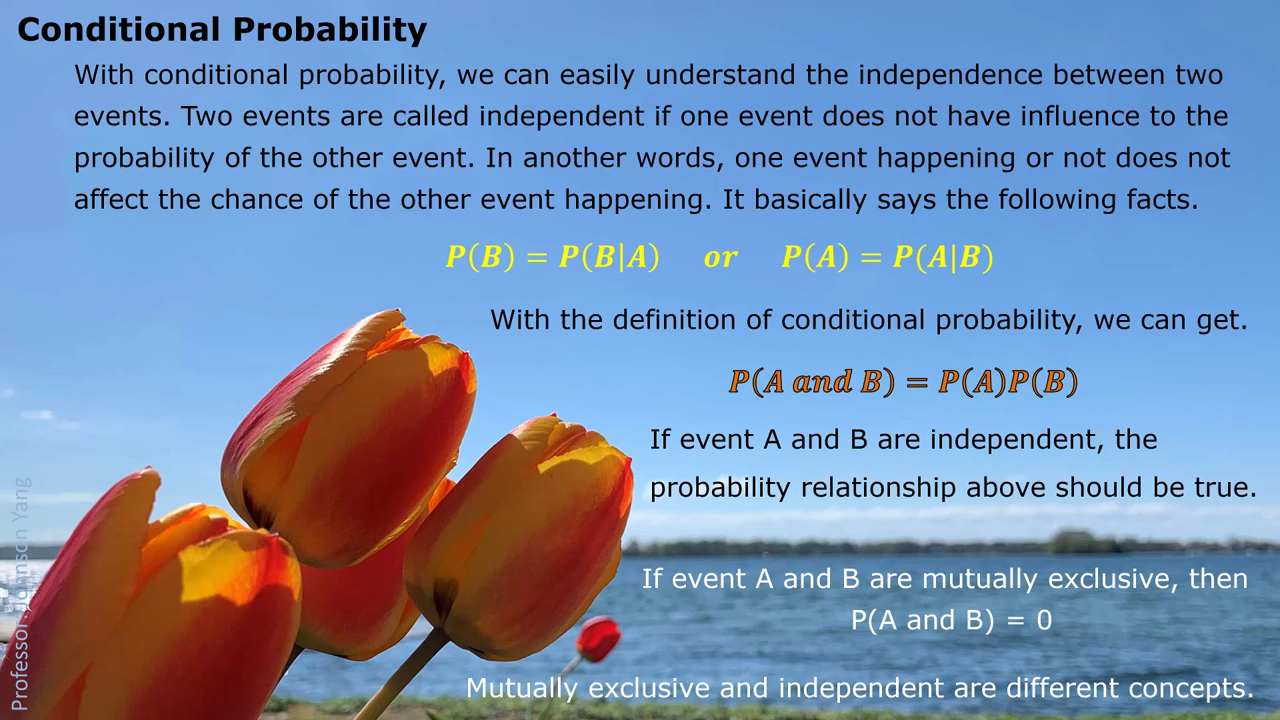 Conditional Probability
With conditional probability, we can easily understand the independence between two
events. Two events are called independent if one event does not have influence to the
probability of the other event. In another words, one event happening or not does not
affect the chance of the other event happening. It basically says the following facts.
P(B) = P(B|A) or P(A) = P(A|B)
With the definition of conditional probability, we can get.
P(A and B) = P(A)P(B)
If event A and B are independent, the
probability relationship above should be true.
If event A and B are mutually exclusive, then
P(A and B) = 0
Mutually exclusive and independent are different concepts.
Professor: Johnson Yang